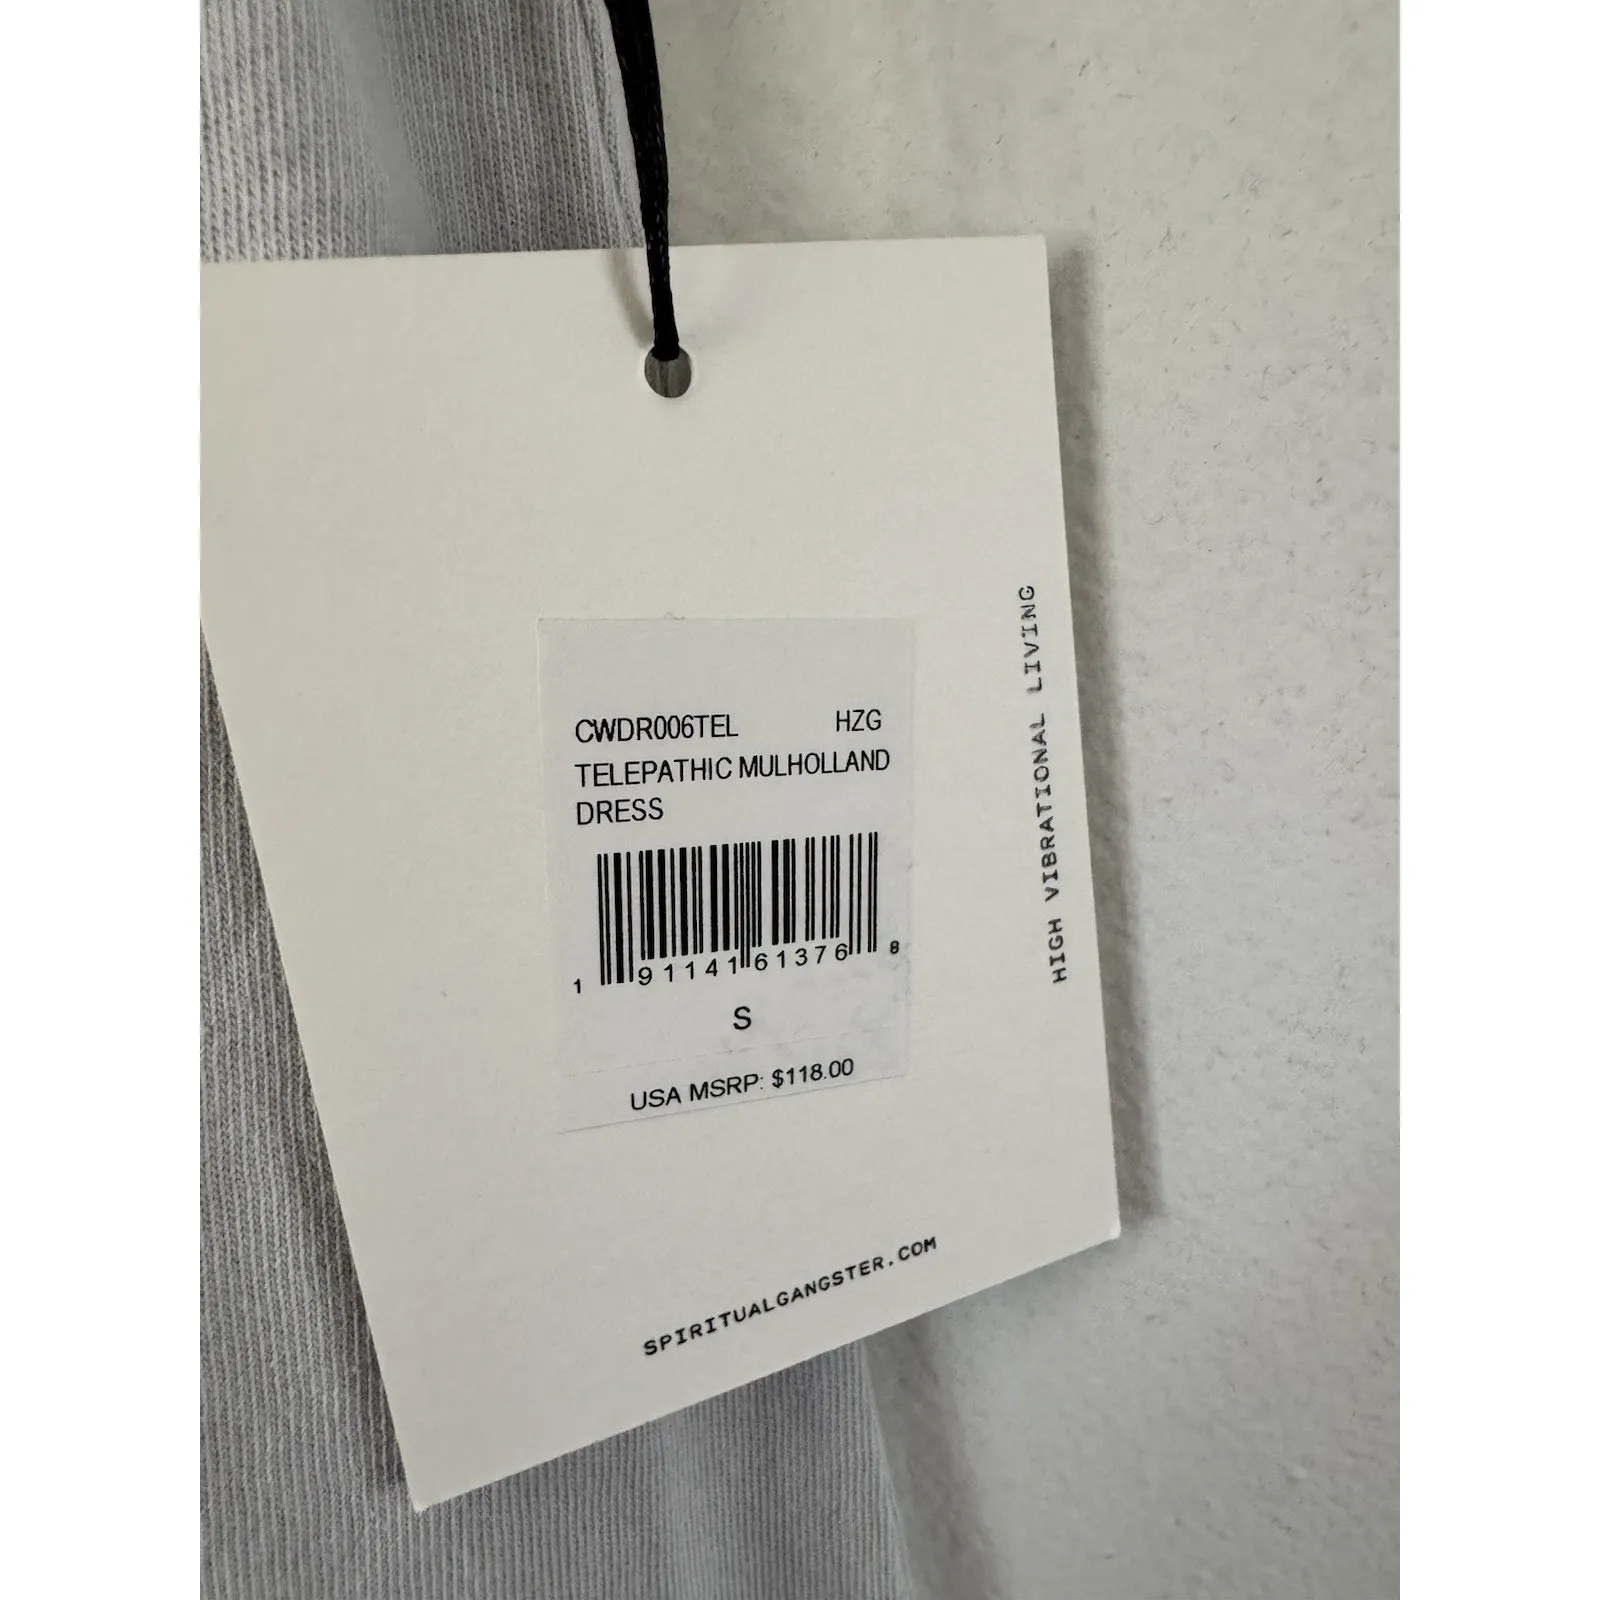 CWDR006TEL HZG
TELEPATHIC MULHOLLAND
DRESS
1 91141 61376 8
S
USA MSRP: $118.00
HIGH VIBRATIONAL LIVING
SPIRITUALGANGSTER.COM